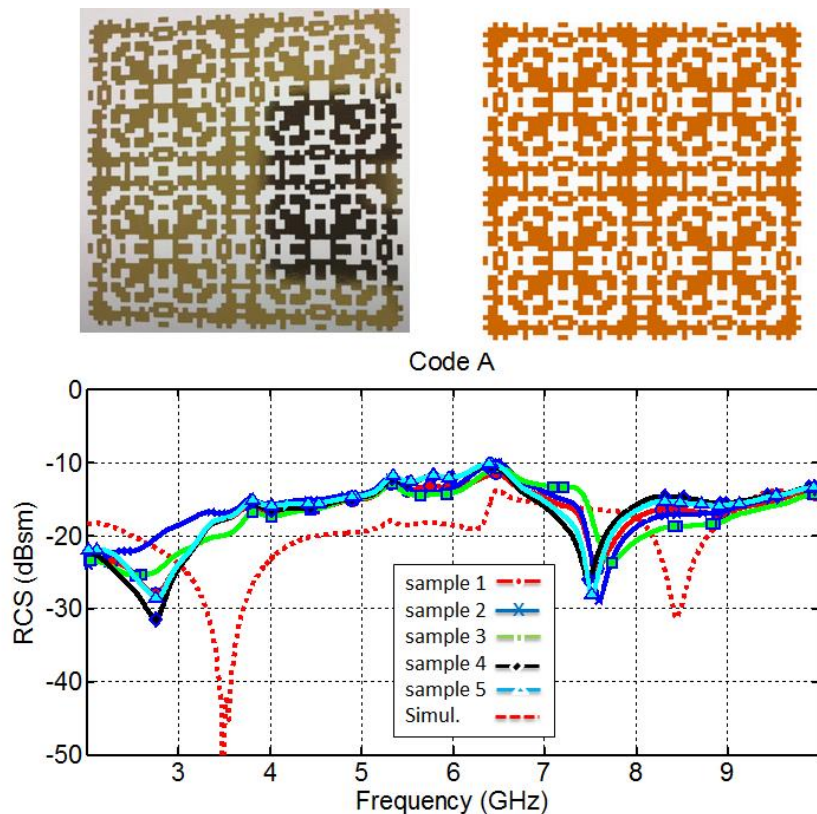 Code A
0
-10
-20
-30
-40
-50
RCS (dBsm)
sample 1
sample 2
sample 3
sample 4
sample 5
Simul.
3 4 5 6 7 8 9
Frequency (GHz)